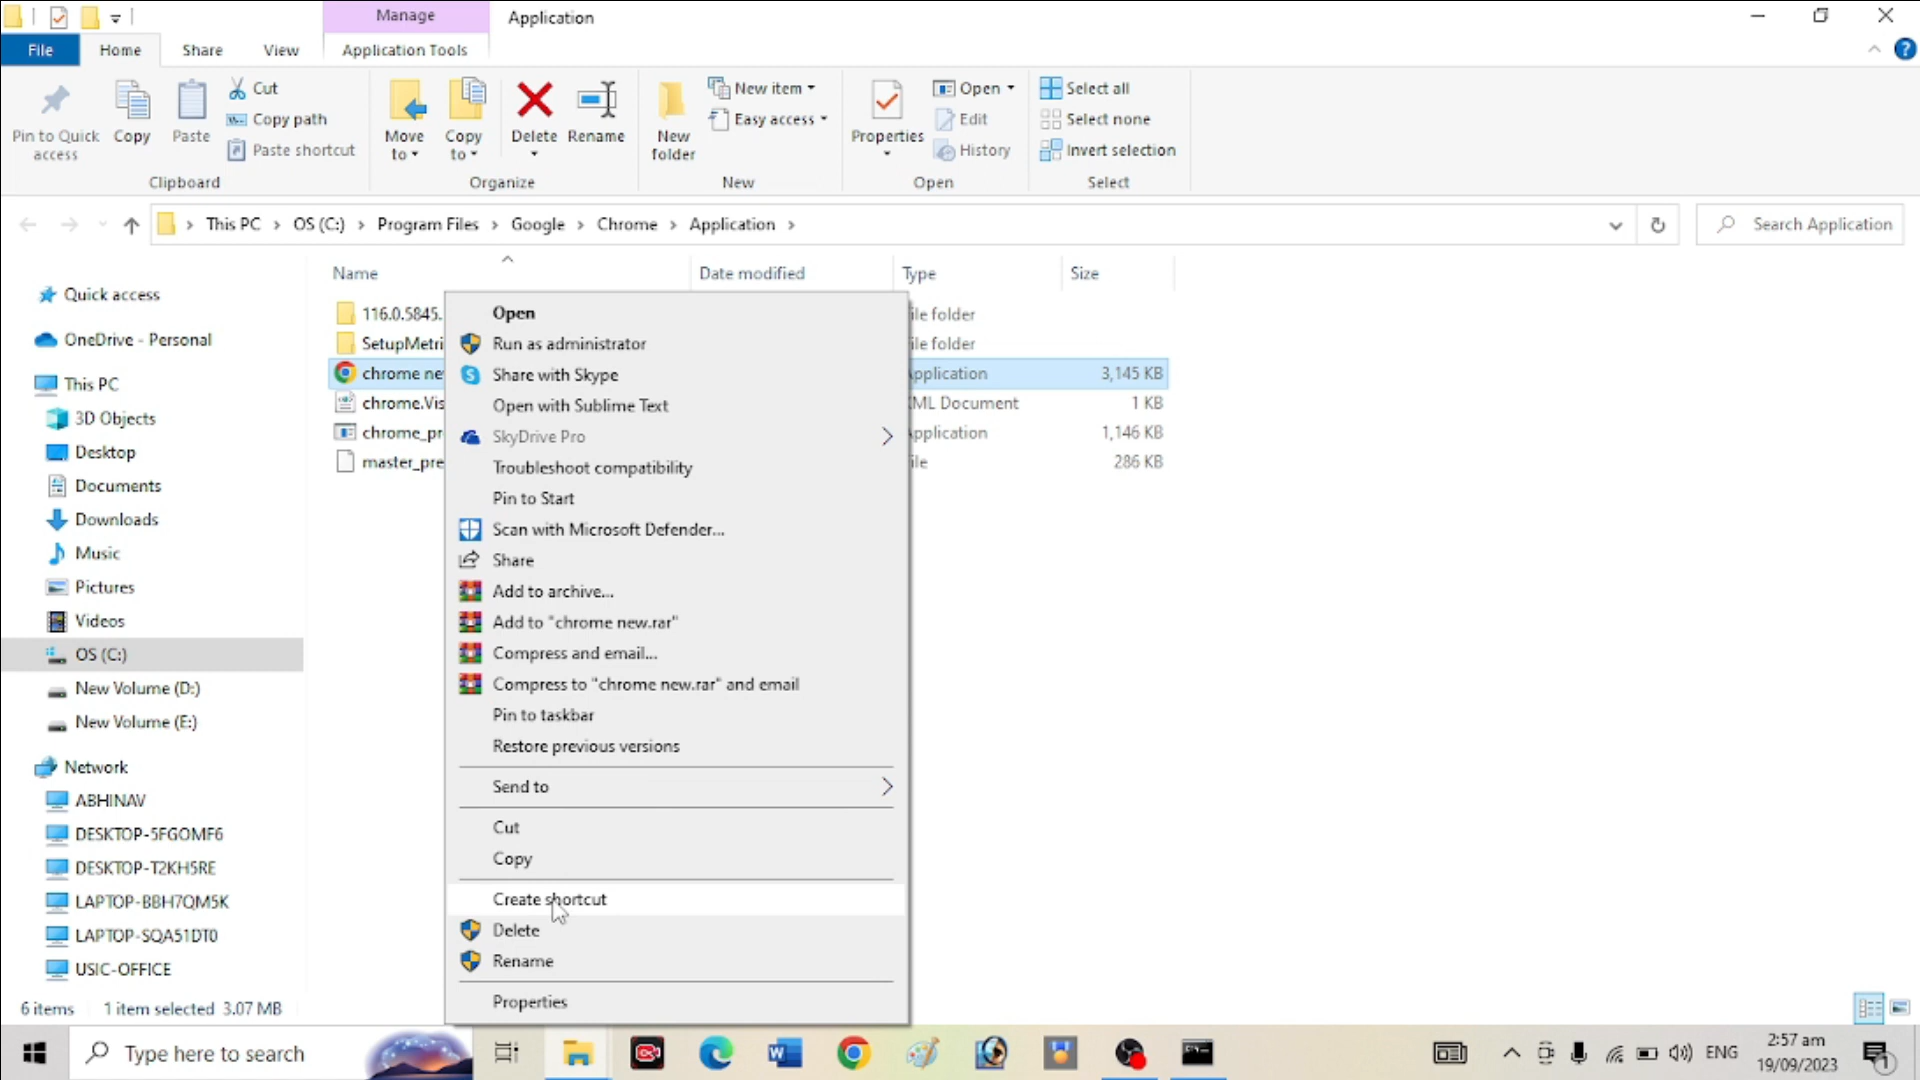 Manage
Application
File
Home
Share
View
Application Tools
Pin to Quick access
Copy
Paste
Cut
Copy path
Paste shortcut
Clipboard
Move to
Copy to
Delete
Rename
Organize
New folder
New item
Easy access
New
Properties
Open
Edit
History
Open
Select all
Select none
Invert selection
Select
This PC > OS (C:) > Program Files > Google > Chrome > Application >
Search Application
Name
Date modified
Type
Size
Quick access
OneDrive - Personal
This PC
3D Objects
Desktop
Documents
Downloads
Music
Pictures
Videos
OS (C:)
New Volume (D:)
New Volume (E:)
Network
ABHINAV
DESKTOP-5FGOMF6
DESKTOP-T2KH5RE
LAPTOP-BBH7QM5K
LAPTOP-SQA51DT0
USIC-OFFICE
116.0.5845.
ile folder
SetupMetri
ile folder
chrome ne
pplication
3,145 KB
chrome.Vis
ML Document
1 KB
chrome_pr
pplication
1,146 KB
master_pre
ile
286 KB
Open
Run as administrator
Share with Skype
Open with Sublime Text
SkyDrive Pro
Troubleshoot compatibility
Pin to Start
Scan with Microsoft Defender...
Share
Add to archive...
Add to "chrome new.rar"
Compress and email...
Compress to "chrome new.rar" and email
Pin to taskbar
Restore previous versions
Send to
Cut
Copy
Create shortcut
Delete
Rename
Properties
6 items
1 item selected 3.07 MB
Type here to search
ENG
2:57 am
19/09/2023
1